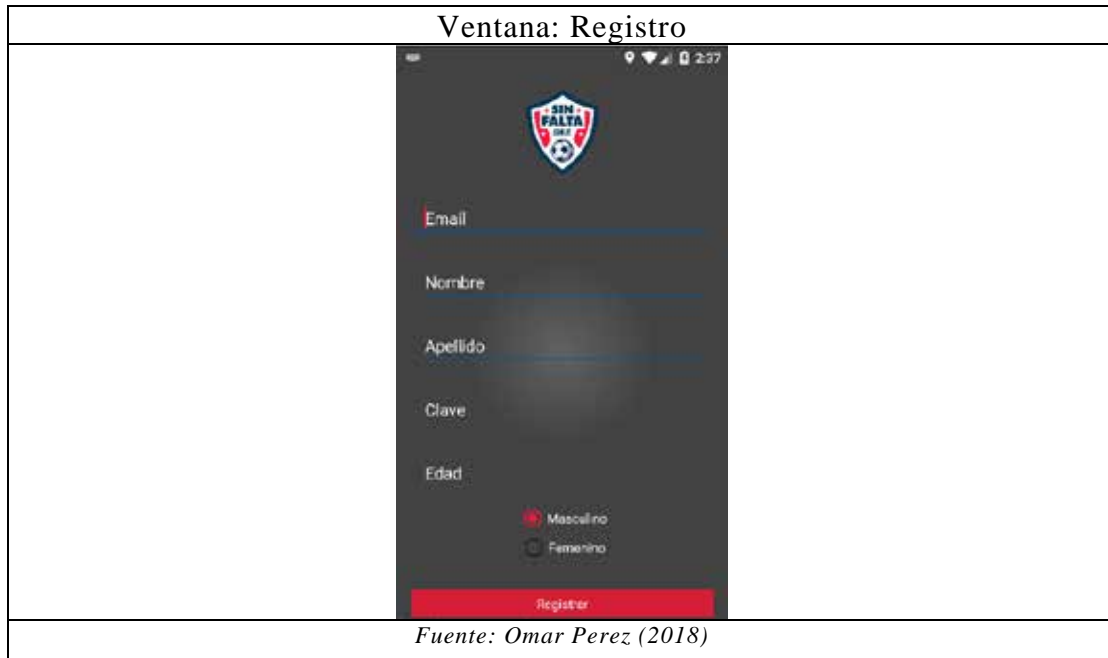 Ventana: Registro
2:37
SIN
FALTA
Email
Nombre
Apellido
Clave
Edad
Masculino
Femenino
Registrar
Fuente: Omar Perez (2018)